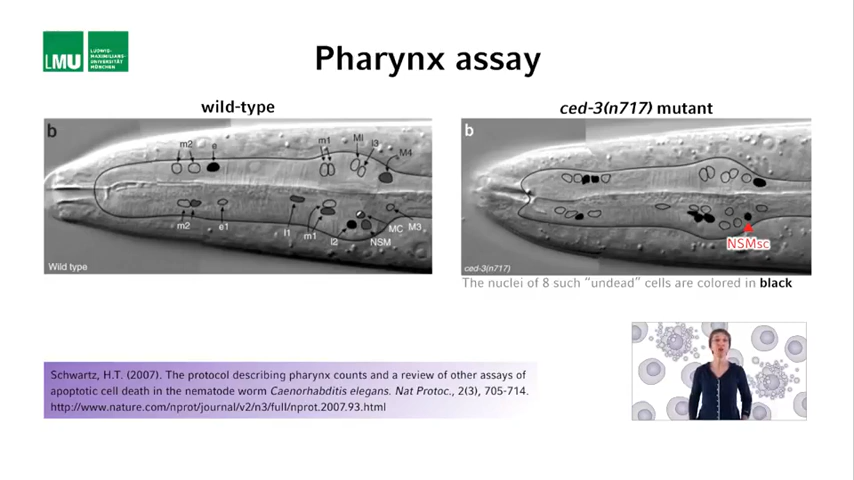 LMU
LUDWIG-
MAXIMILIANS-
UNIVERSITÄT
MÜNCHEN
Pharynx assay
wild-type
ced-3(n717) mutant
b
m2
e
m1
MI
I3
M4
m2
e1
I1
m1
I2
NSM
MC
M3
Wild type
b
NSMsc
ced-3(n717)
The nuclei of 8 such “undead” cells are colored in black
Schwartz, H.T. (2007). The protocol describing pharynx counts and a review of other assays of
apoptotic cell death in the nematode worm Caenorhabditis elegans. Nat Protoc., 2(3), 705-714.
http://www.nature.com/nprot/journal/v2/n3/full/nprot.2007.93.html